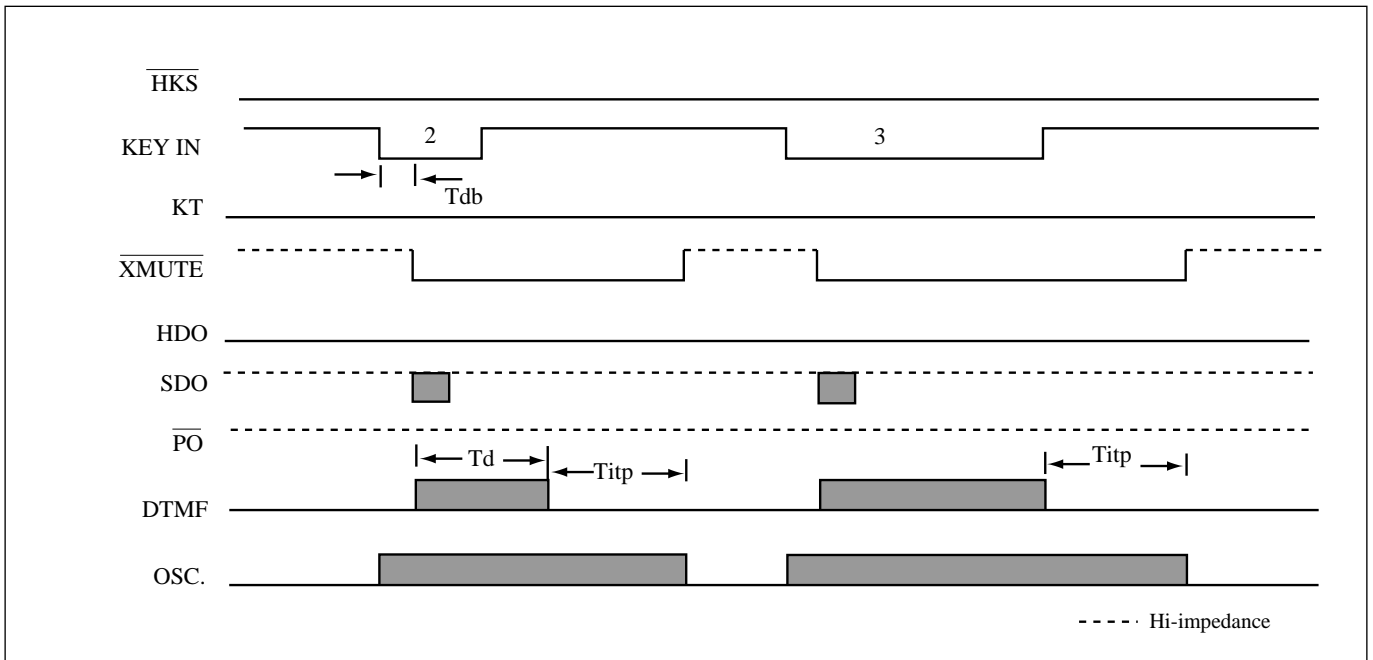 HKS
KEY IN
2
3
Tdb
KT
XMUTE
HDO
SDO
PO
Td
Titp
Titp
DTMF
OSC.
Hi-impedance